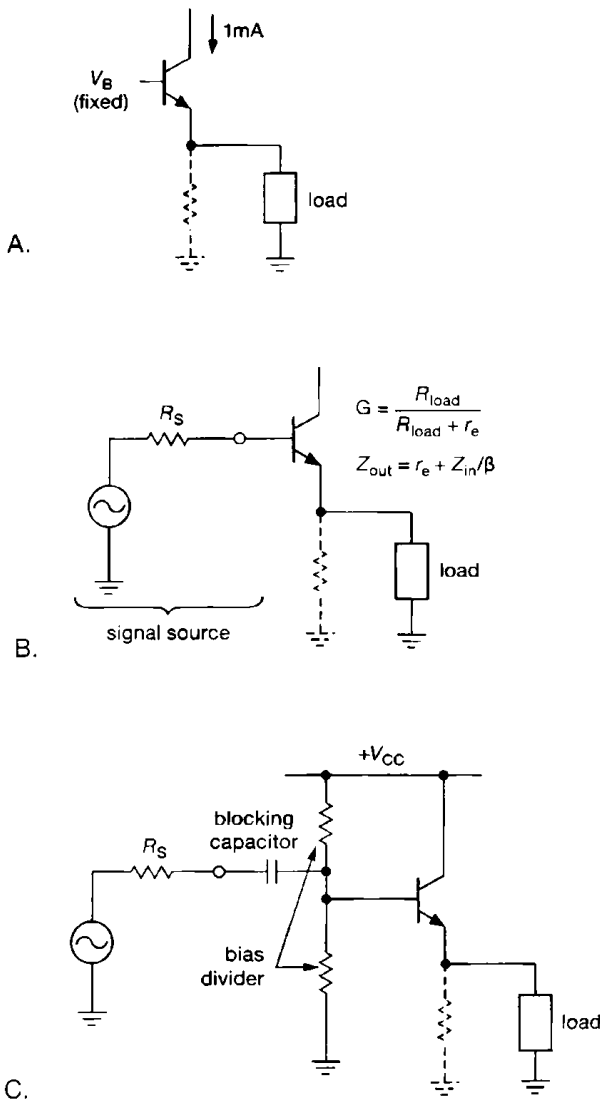 1mA
V_B
(fixed)
load
A.
R_S
G = R_load / (R_load + r_e)
Z_out = r_e + Z_in/β
load
signal source
B.
+V_CC
blocking
capacitor
R_S
bias
divider
load
C.